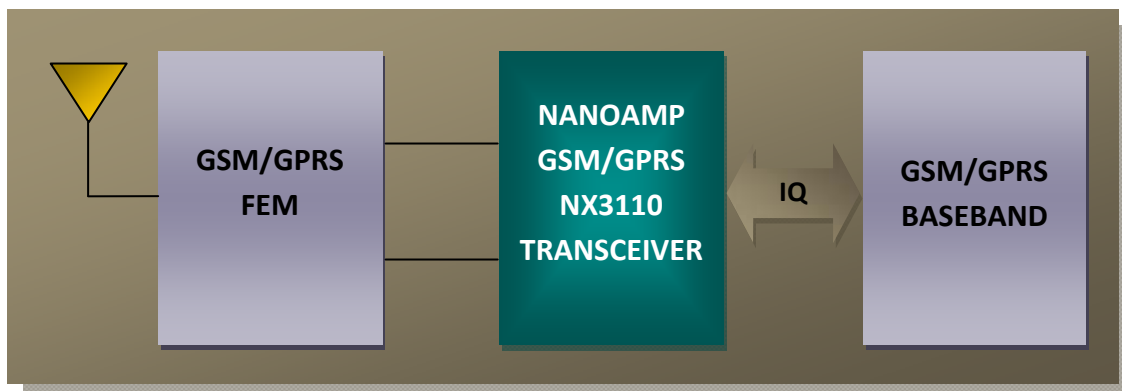 GSM/GPRS
FEM
NANOAMP
GSM/GPRS
NX3110
TRANSCEIVER
IQ
GSM/GPRS
BASEBAND